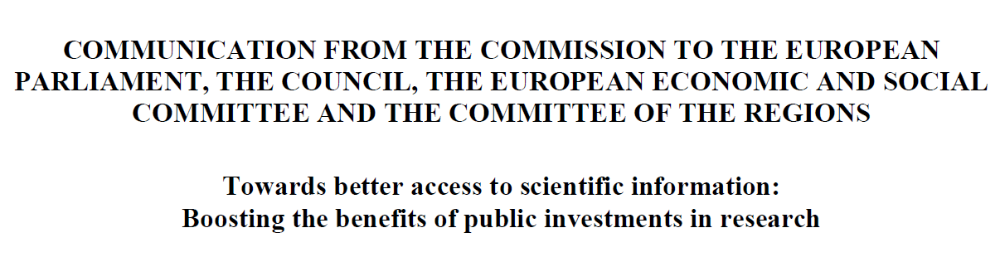 COMMUNICATION FROM THE COMMISSION TO THE EUROPEAN
PARLIAMENT, THE COUNCIL, THE EUROPEAN ECONOMIC AND SOCIAL
COMMITTEE AND THE COMMITTEE OF THE REGIONS
Towards better access to scientific information:
Boosting the benefits of public investments in research